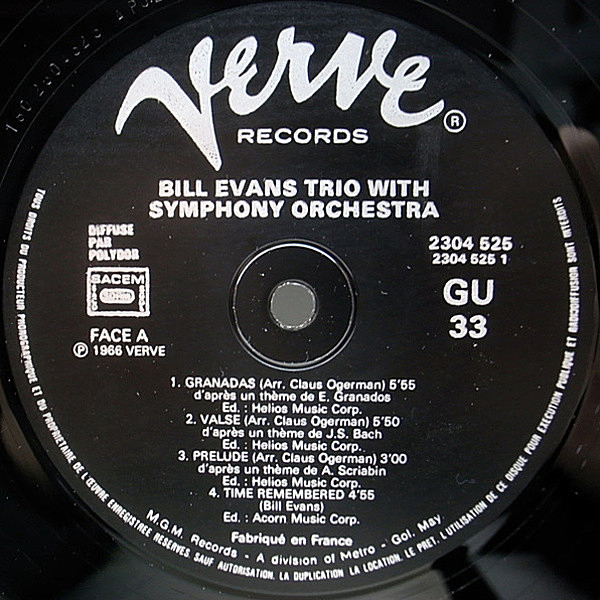 Verve®
RECORDS
BILL EVANS TRIO WITH
SYMPHONY ORCHESTRA
DIFFUSE
PAR
POLYDOR
SACEM
FACE A
℗ 1966 VERVE
2304 525
2304 525 1
GU
33
1. GRANADAS (Arr. Claus Ogerman) 5'55
d'après un thème de E. Granados
Ed. : Helios Music Corp.
2. VALSE (Arr. Claus Ogerman) 5'50
d'après un thème de J.S. Bach
Ed. : Helios Music Corp.
3. PRELUDE (Arr. Claus Ogerman) 3'00
d'après un thème de A. Scriabin
Ed. : Helios Music Corp.
4. TIME REMEMBERED 4'55
(Bill Evans)
Ed. : Acorn Music Corp.
Fabriqué en France
M.G.M. Records - A division of Metro - Gol. May
TOUS DROITS DU PRODUCTEUR PHONOGRAPHIQUE ET DU PROPRIETAIRE DE L'ŒUVRE ENREGISTREE RESERVES. SAUF AUTORISATION, LA DUPLICATION, LA LOCATION, LE PRET, L'UTILISATION DE CE DISQUE POUR EXECUTION PUBLIQUE ET RADIODIFFUSION SONT INTERDITS